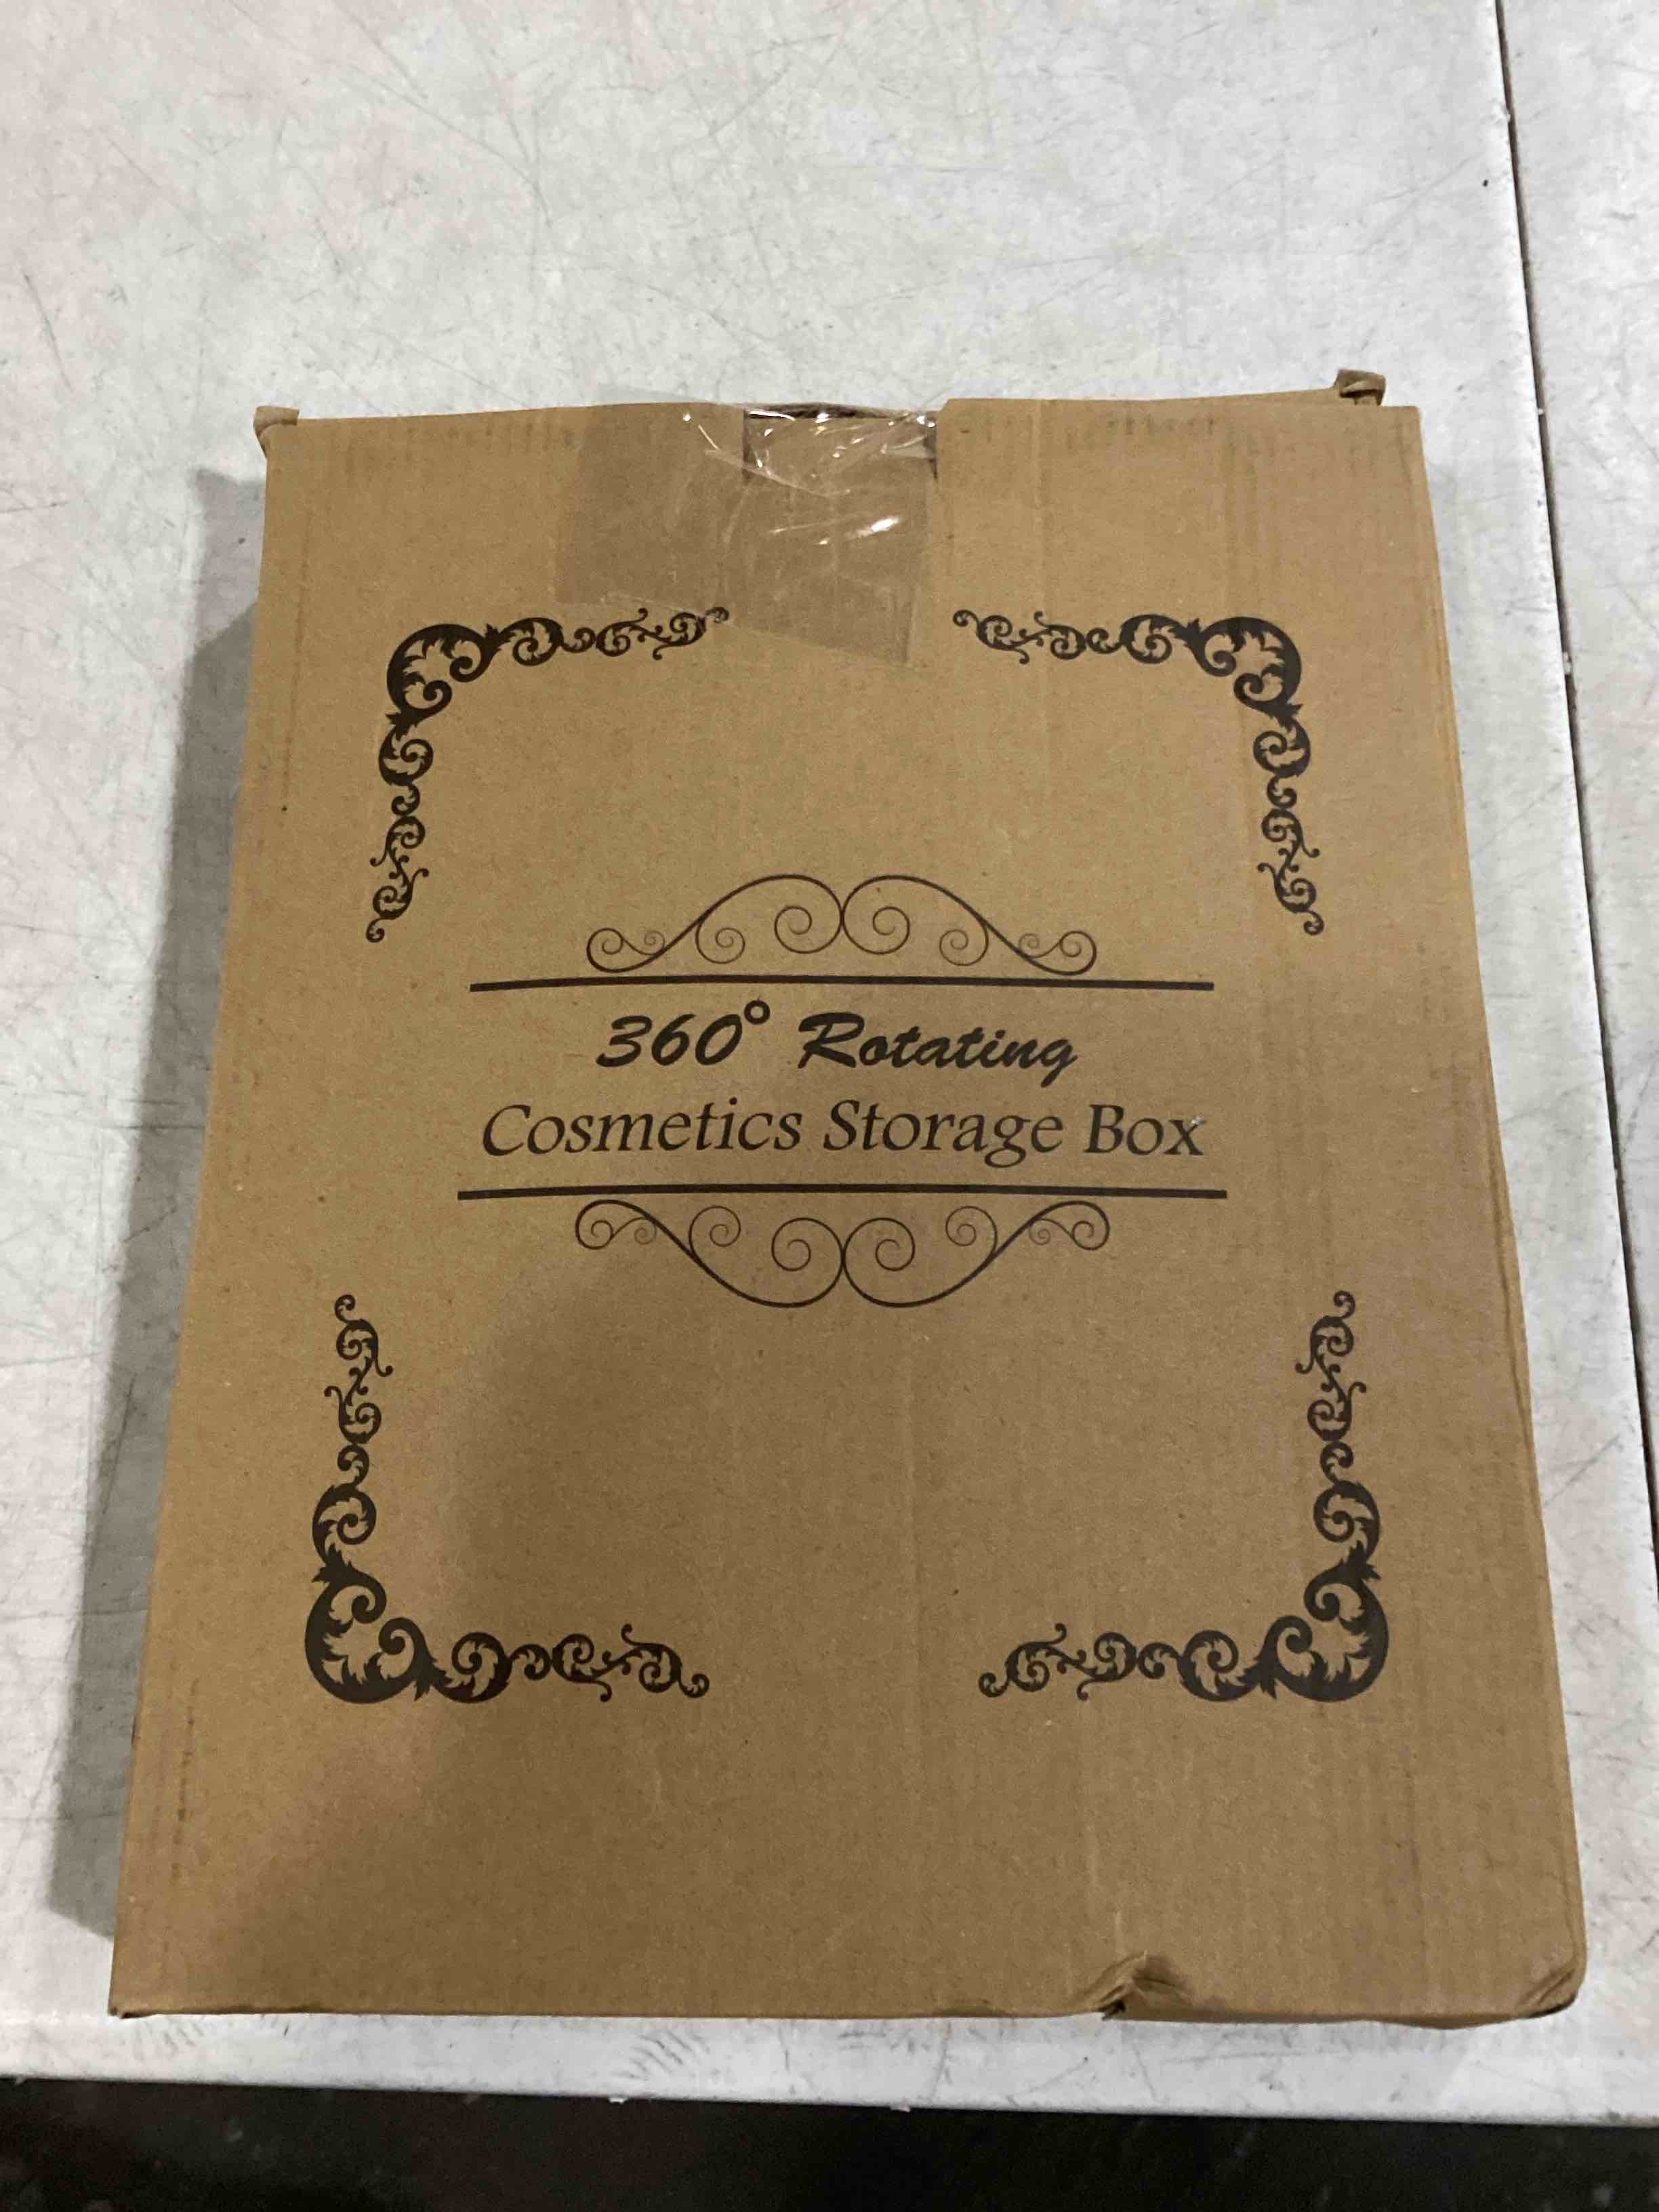 360° Rotating
Cosmetics Storage Box